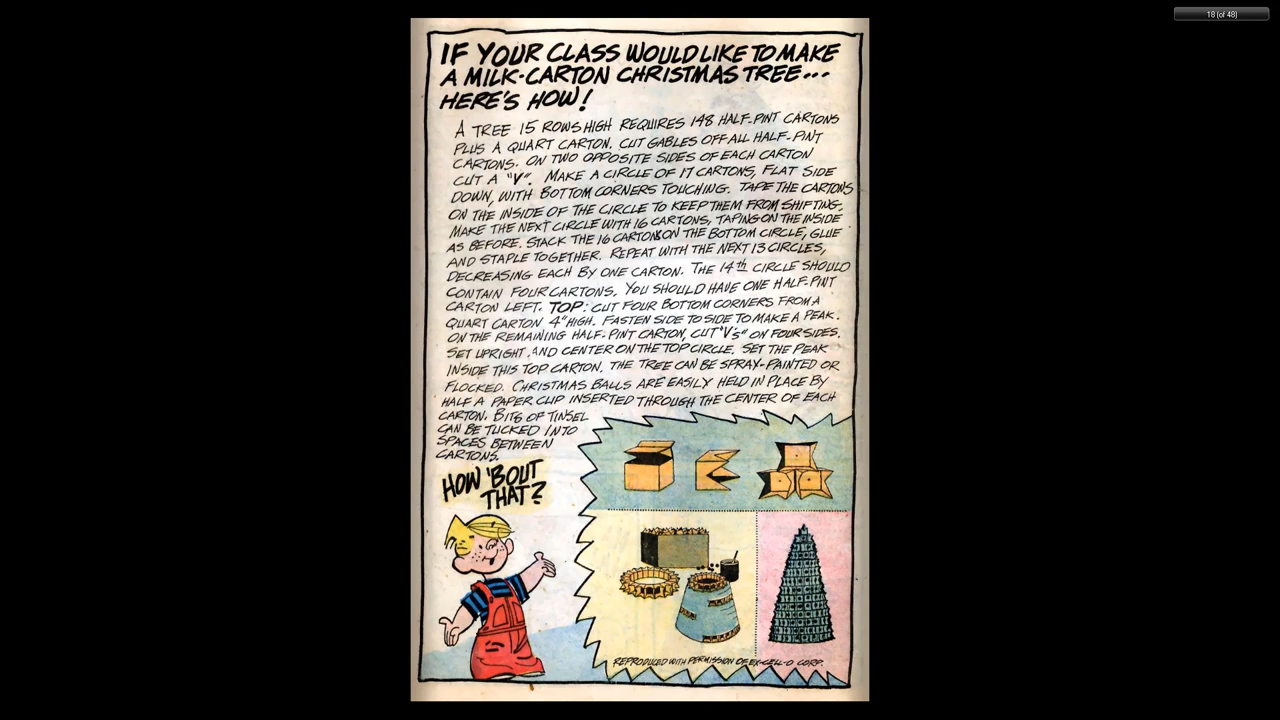 18 (of 48)
IF YOUR CLASS WOULD LIKE TO MAKE
A MILK-CARTON CHRISTMAS TREE...
HERE'S HOW!
A TREE 15 ROWS HIGH REQUIRES 148 HALF-PINT CARTONS
PLUS A QUART CARTON. CUT GABLES OFF ALL HALF-PINT
CARTONS. ON TWO OPPOSITE SIDES OF EACH CARTON
CUT A "V". MAKE A CIRCLE OF 17 CARTONS, FLAT SIDE
DOWN, WITH BOTTOM CORNERS TOUCHING. TAPE THE CARTONS
ON THE INSIDE OF THE CIRCLE TO KEEP THEM FROM SHIFTING.
MAKE THE NEXT CIRCLE WITH 16 CARTONS, TAPING ON THE INSIDE
AS BEFORE. STACK THE 16 CARTONS ON THE BOTTOM CIRCLE, GLUE
AND STAPLE TOGETHER. REPEAT WITH THE NEXT 13 CIRCLES,
DECREASING EACH BY ONE CARTON. THE 14th CIRCLE SHOULD
CONTAIN FOUR CARTONS. YOU SHOULD HAVE ONE HALF-PINT
CARTON LEFT. TOP: CUT FOUR BOTTOM CORNERS FROM A
QUART CARTON 4" HIGH. FASTEN SIDE TO SIDE TO MAKE A PEAK.
ON THE REMAINING HALF-PINT CARTON, CUT "V's" ON FOUR SIDES.
SET UPRIGHT AND CENTER ON THE TOP CIRCLE. SET THE PEAK
INSIDE THIS TOP CARTON. THE TREE CAN BE SPRAY-PAINTED OR
FLOCKED. CHRISTMAS BALLS ARE EASILY HELD IN PLACE BY
HALF A PAPER CLIP INSERTED THROUGH THE CENTER OF EACH
CARTON. BITS OF TINSEL
CAN BE TUCKED INTO
SPACES BETWEEN
CARTONS.
HOW 'BOUT
THAT?
REPRODUCED WITH PERMISSION OF EX-CELL-O CORP.